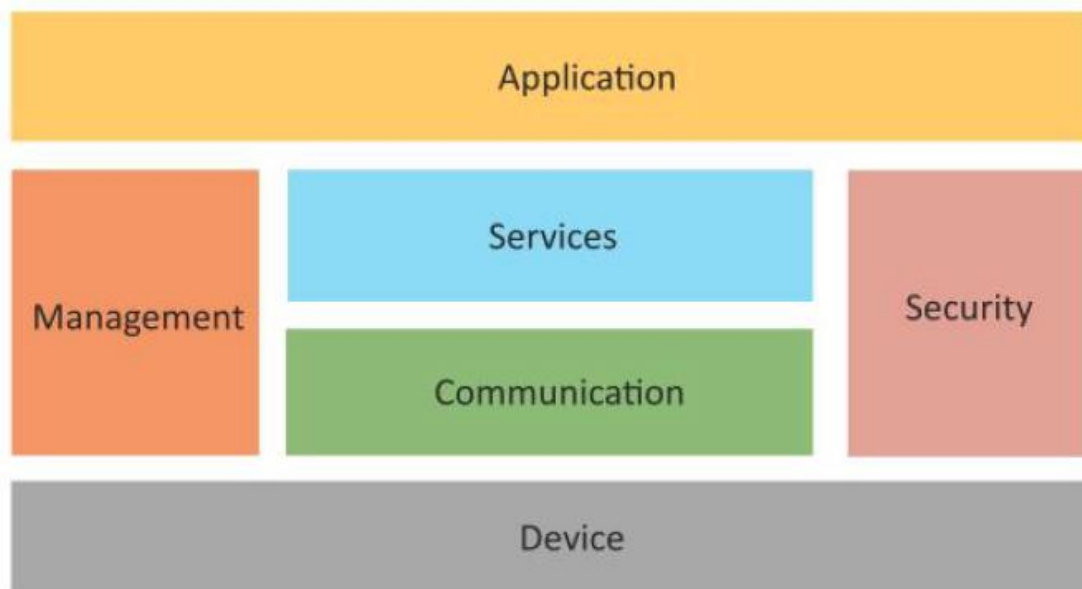 Application
Services
Management
Security
Communication
Device